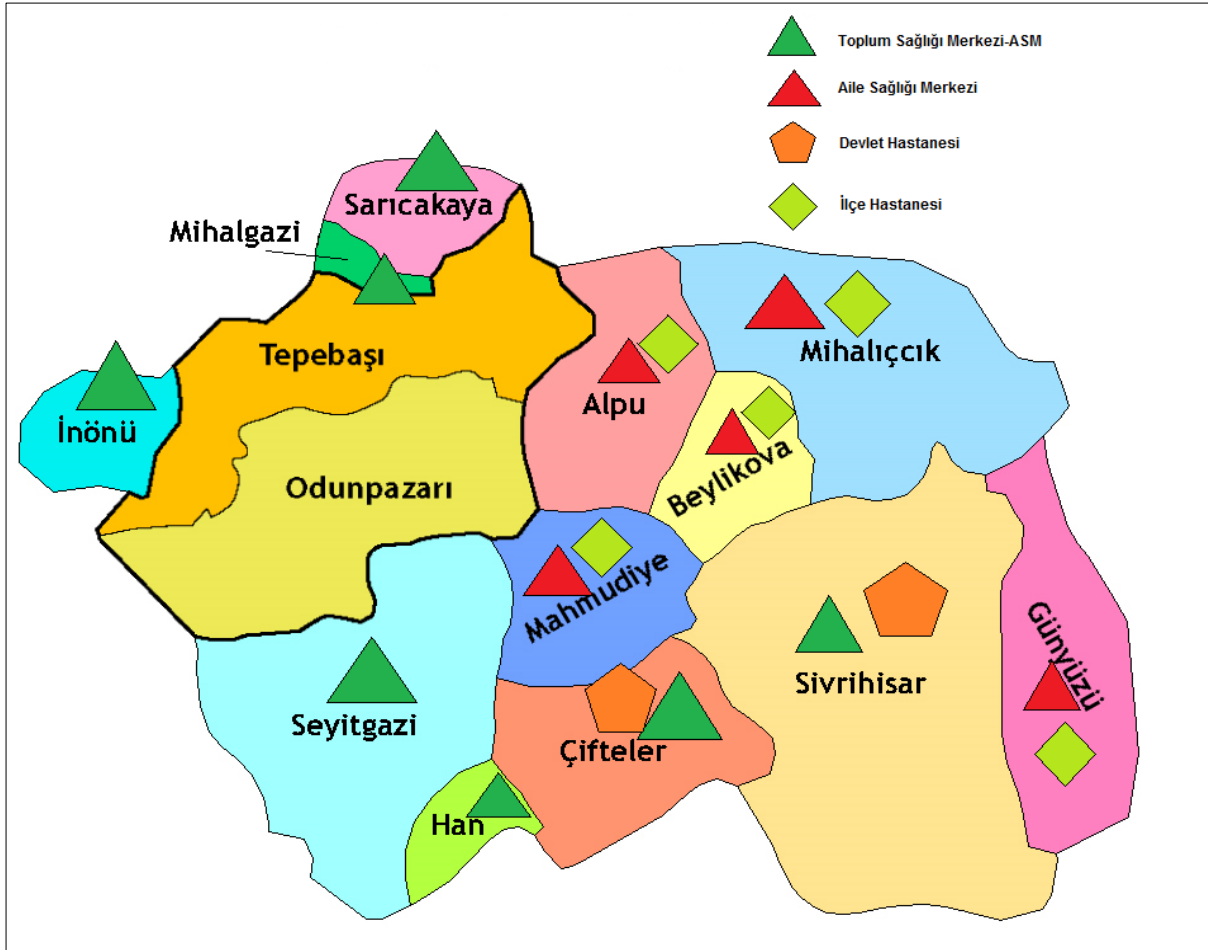 Toplum Sağlığı Merkezi-ASM
Aile Sağlığı Merkezi
Devlet Hastanesi
İlçe Hastanesi
Sarıcakaya
Mihalgazi
Tepebaşı
Mihalıçcık
Alpu
İnönü
Beylikova
Odunpazarı
Mahmudiye
Günyüzü
Sivrihisar
Seyitgazi
Çifteler
Han